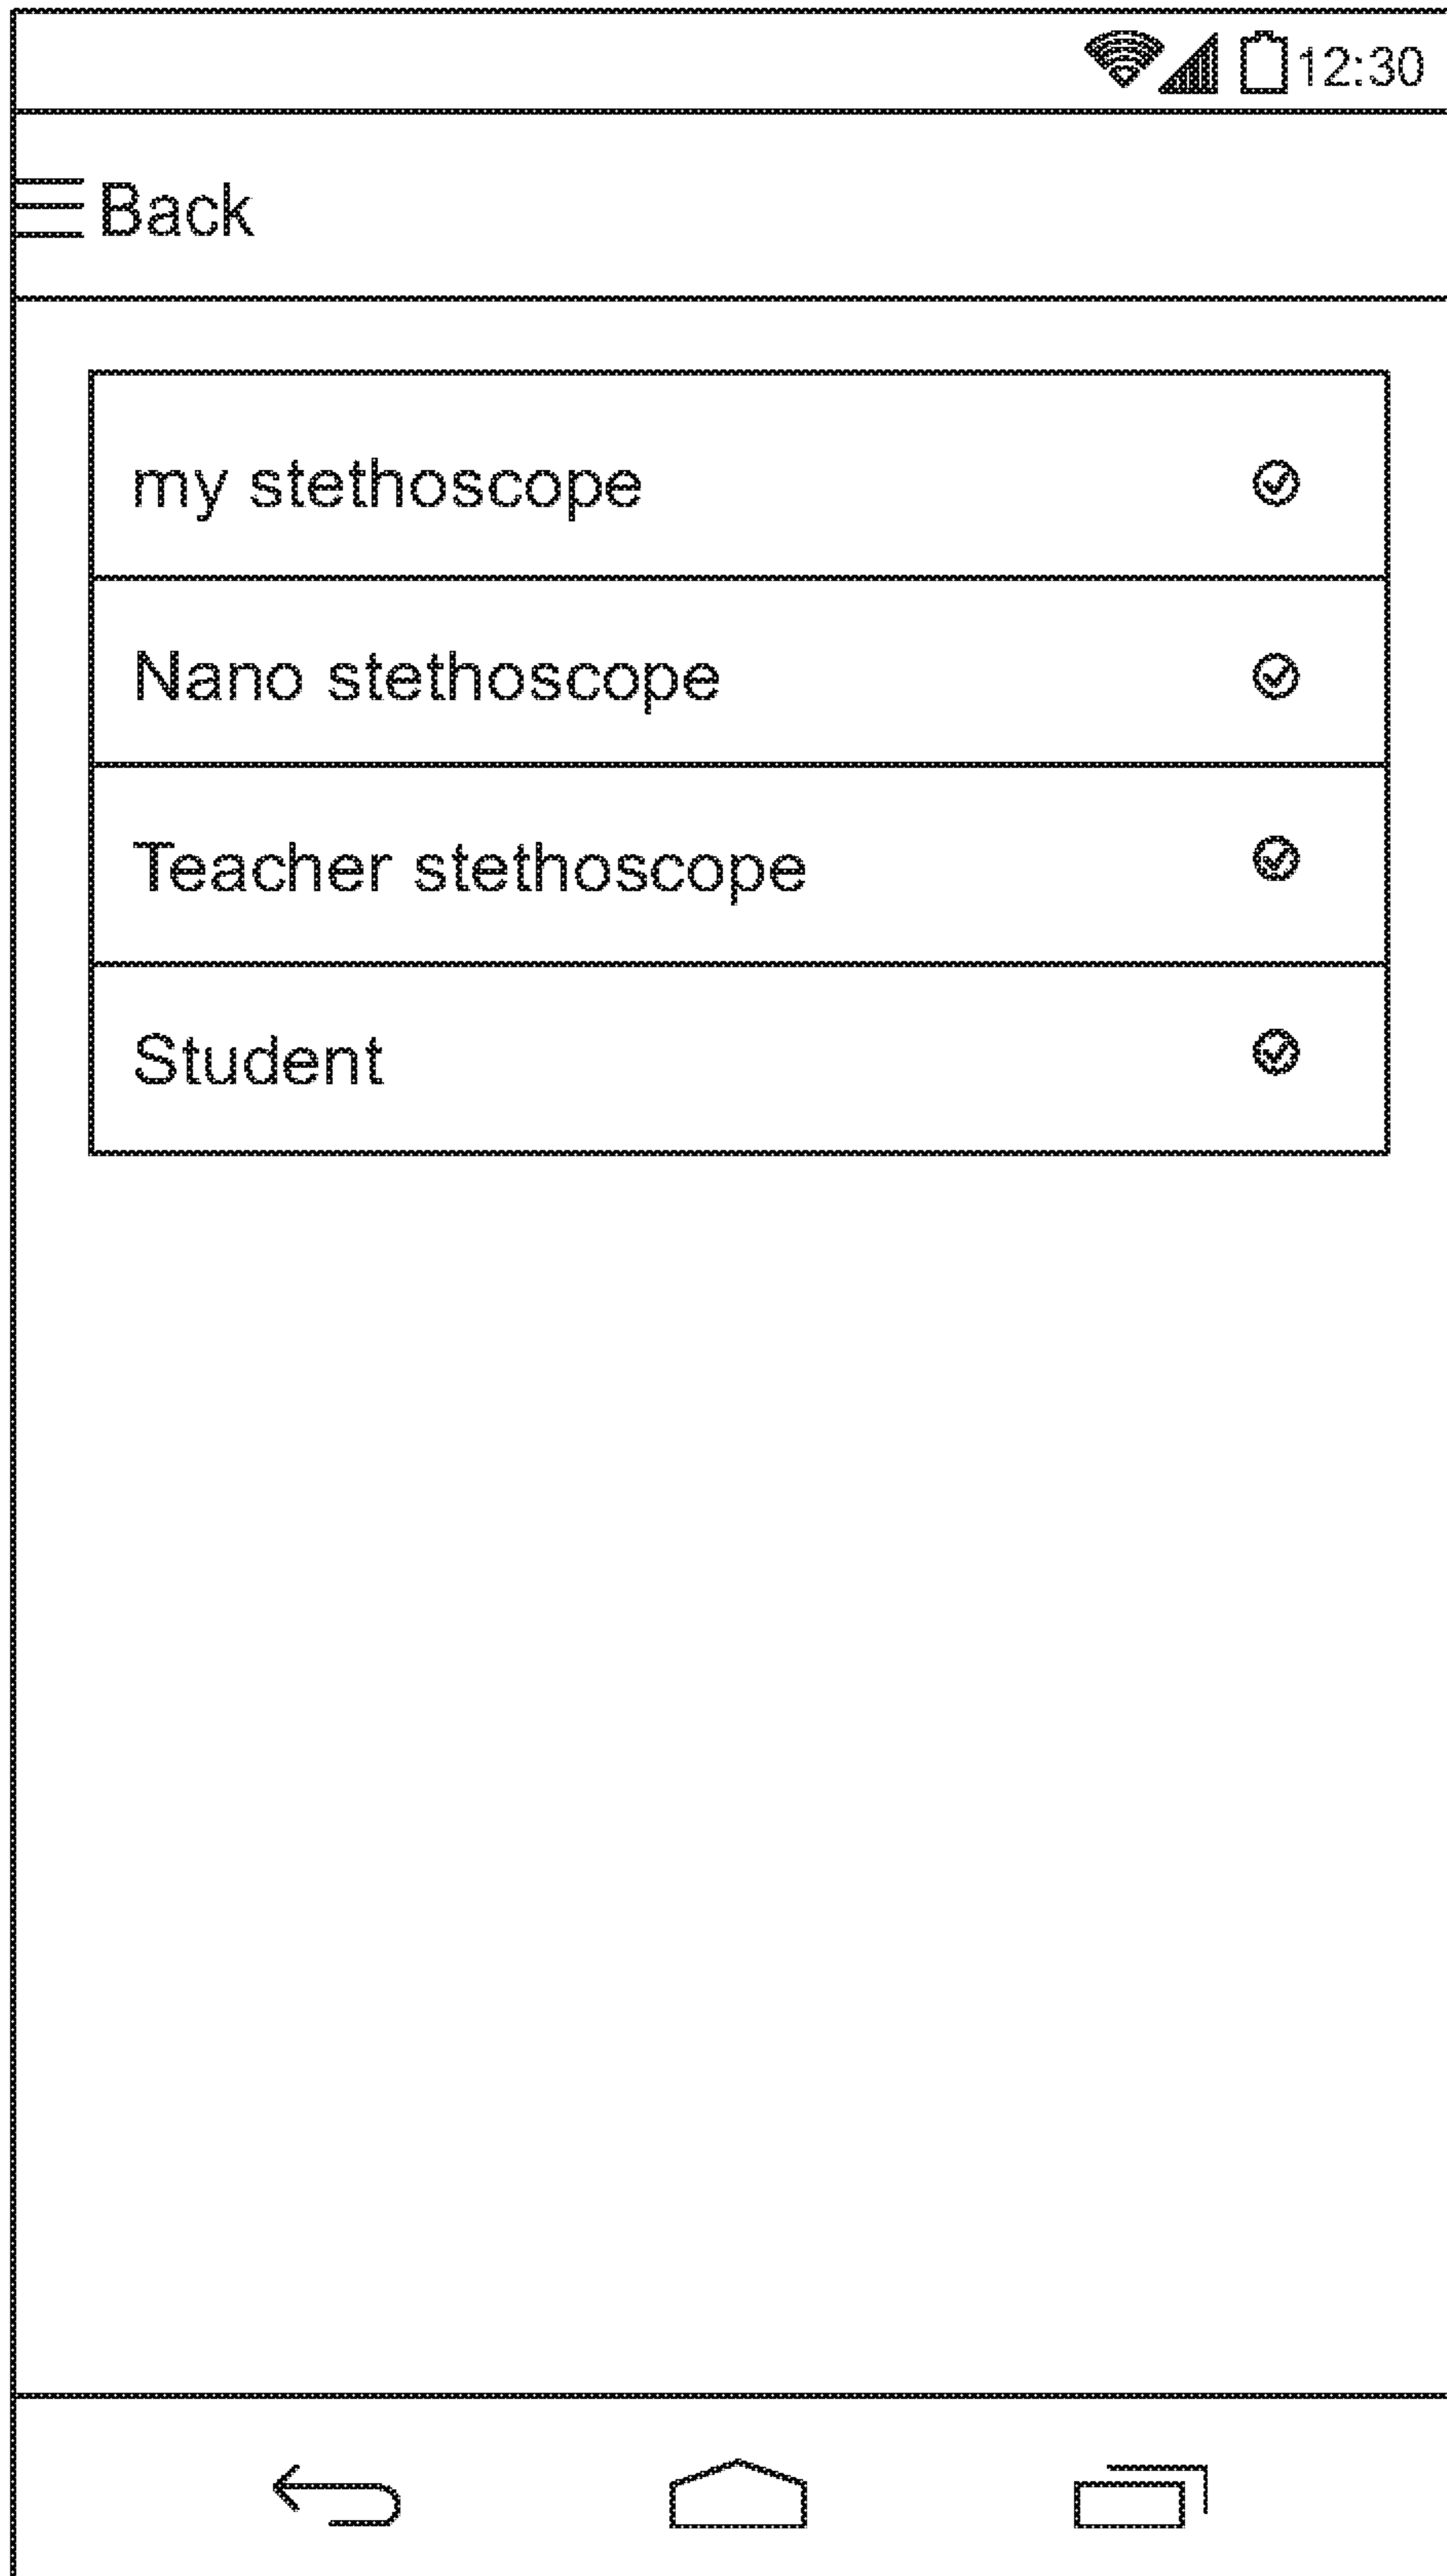 12:30
Back
my stethoscope
Nano stethoscope
Teacher stethoscope
Student